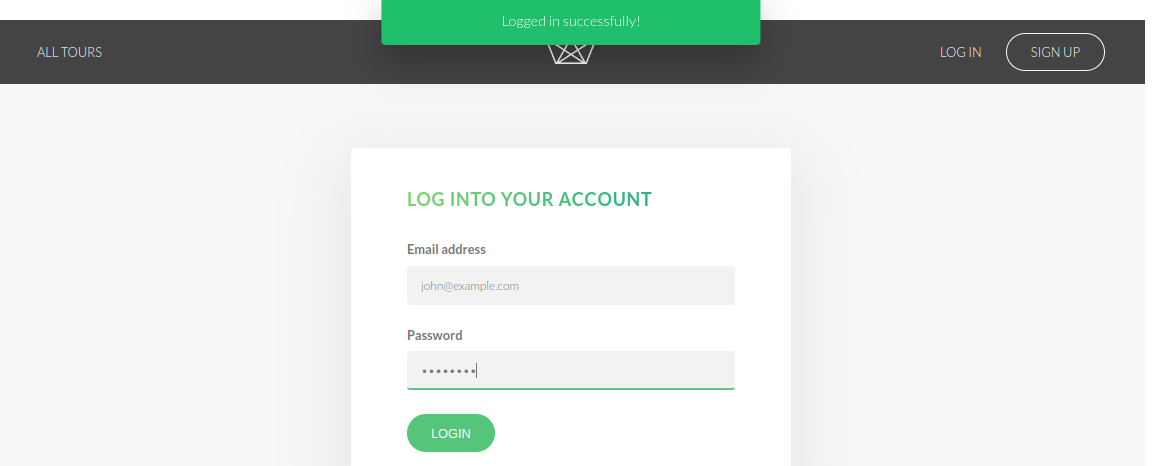 Logged in successfully!
ALL TOURS
LOG IN
SIGN UP
LOG INTO YOUR ACCOUNT
Email address
john@example.com
Password
••••••••
LOGIN